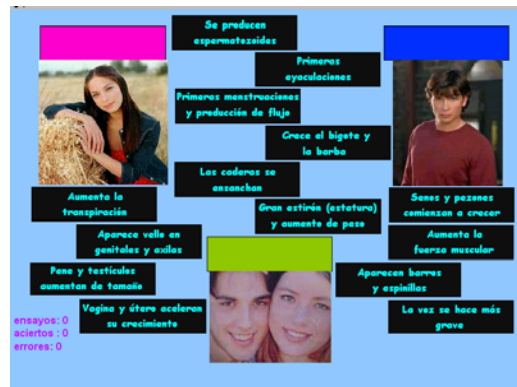 Se producen
espermatozoides
Primeras
eyaculaciones
Primeras menstruaciones
y producción de flujo
Crece el bigote y
la barba
Las caderas se
ensanchan
Aumenta la
transpiración
Gran estirón (estatura)
y aumento de peso
Senos y pezones
comienzan a crecer
Aparece vello en
genitales y axilas
Aumenta la
fuerza muscular
Pene y testículos
aumentan de tamaño
Aparecen barros
y espinillas
Vagina y útero aceleran
su crecimiento
La voz se hace más
grave
ensayos: 0
aciertos : 0
errores: 0